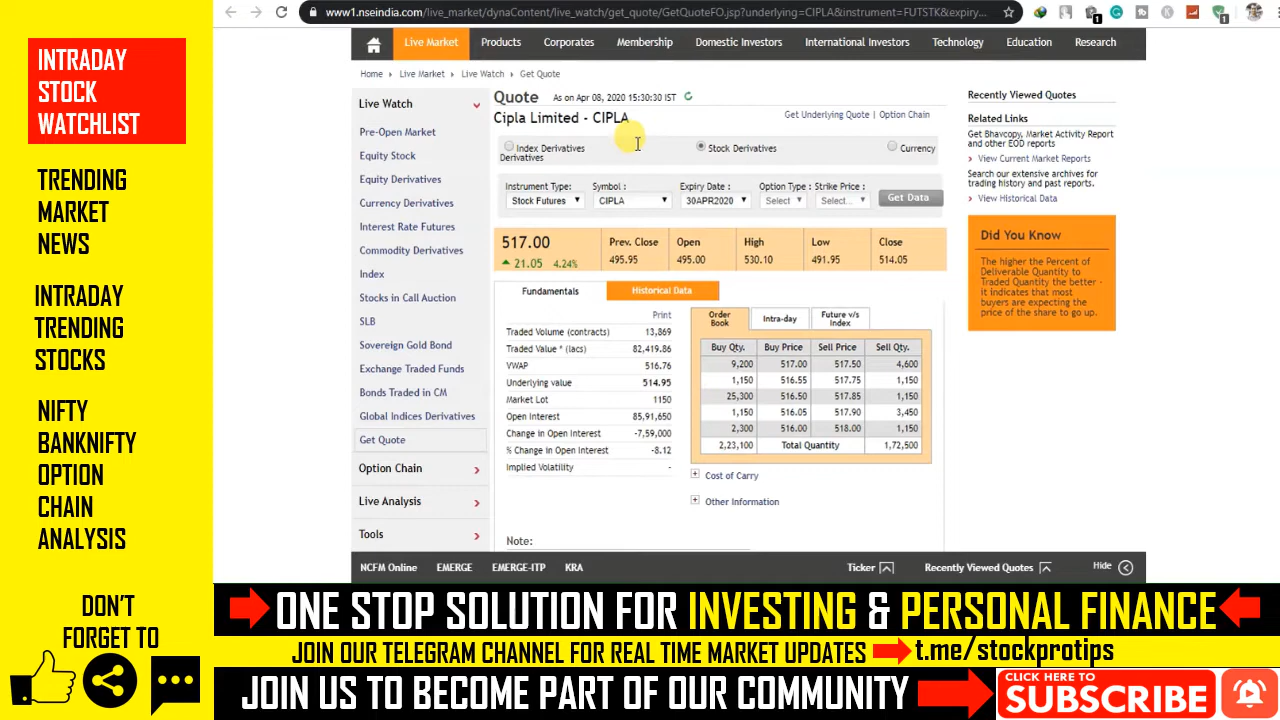 INTRADAY
STOCK
WATCHLIST
TRENDING
MARKET
NEWS
INTRADAY
TRENDING
STOCKS
NIFTY
BANKNIFTY
OPTION
CHAIN
ANALYSIS
DON'T
FORGET TO
www1.nseindia.com/live_market/dynaContent/live_watch/get_quote/GetQuoteFO.jsp?underlying=CIPLA&instrument=FUTSTK&expiry...
Live Market Products Corporates Membership Domestic Investors International Investors Technology Education Research
Home Live Market Live Watch Get Quote
Live Watch
Pre-Open Market
Equity Stock
Equity Derivatives
Currency Derivatives
Interest Rate Futures
Commodity Derivatives
Index
Stocks in Call Auction
SLB
Sovereign Gold Bond
Exchange Traded Funds
Bonds Traded in CM
Global Indices Derivatives
Get Quote
Option Chain
Live Analysis
Tools
Quote As on Apr 08, 2020 15:30:30 IST
Cipla Limited - CIPLA
Get Underlying Quote | Option Chain
Index Derivatives Stock Derivatives Currency
Derivatives
Instrument Type: Symbol : Expiry Date : Option Type : Strike Price :
Stock Futures CIPLA 30APR2020 Select Select... Get Data
517.00 Prev. Close Open High Low Close
21.05 4.24% 495.95 495.00 530.10 491.95 514.05
Fundamentals Historical Data
Print
Traded Volume (contracts) 13,869
Traded Value * (lacs) 82,419.86
VWAP 516.76
Underlying value 514.95
Market Lot 1150
Open Interest 85,91,650
Change in Open Interest -7,59,000
% Change in Open Interest -8.12
Implied Volatility -
Note:
Order
Book
Intra-day
Future v/s
Index
Buy Qty. Buy Price Sell Price Sell Qty.
9,200 517.00 517.50 4,600
1,150 516.55 517.75 1,150
25,300 516.50 517.85 1,150
1,150 516.05 517.90 3,450
2,300 516.00 518.00 1,150
2,23,100 Total Quantity 1,72,500
Cost of Carry
Other Information
Recently Viewed Quotes
Related Links
Get Bhavcopy, Market Activity Report
and other EOD reports
View Current Market Reports
Search our extensive archives for
trading history and past reports.
View Historical Data
Did You Know
The higher the Percent of
Deliverable Quantity to
Traded Quantity the better -
it indicates that most
buyers are expecting the
price of the share to go up.
NCFM Online EMERGE EMERGE-ITP KRA Ticker Recently Viewed Quotes Hide
ONE STOP SOLUTION FOR INVESTING & PERSONAL FINANCE
JOIN OUR TELEGRAM CHANNEL FOR REAL TIME MARKET UPDATES t.me/stockprotips
JOIN US TO BECOME PART OF OUR COMMUNITY
CLICK HERE TO
SUBSCRIBE